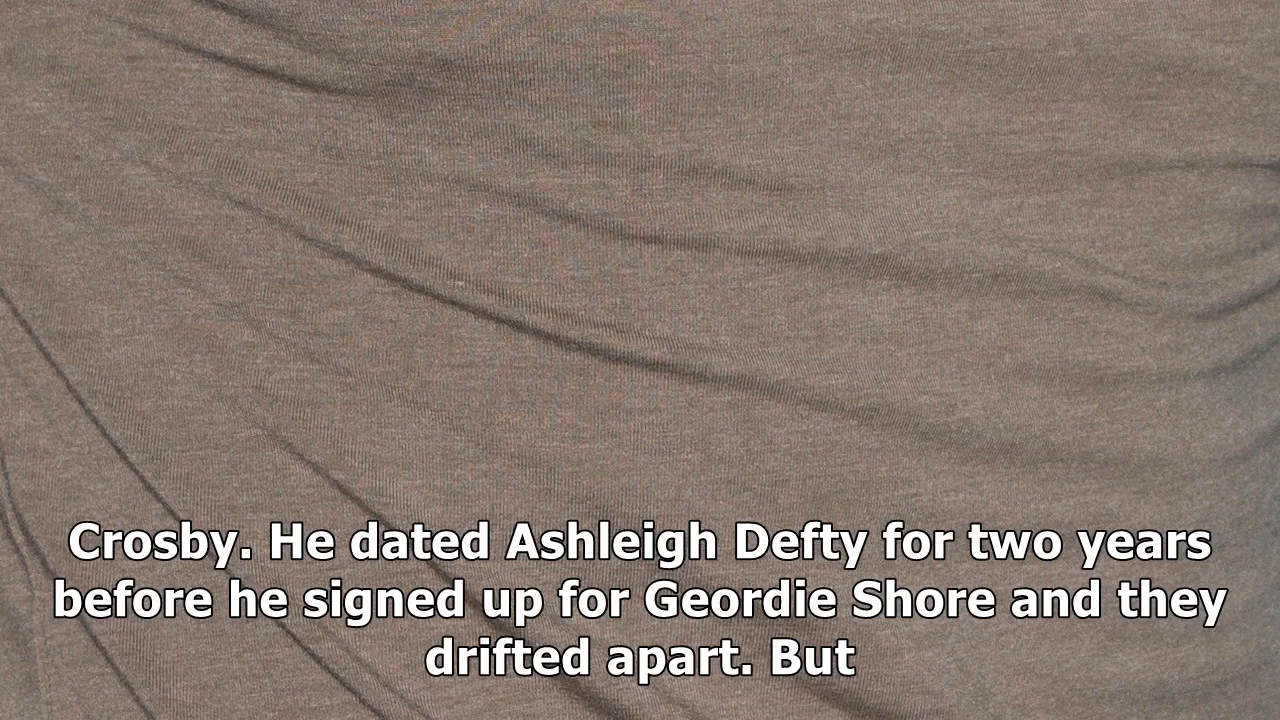 Crosby. He dated Ashleigh Defty for two years
before he signed up for Geordie Shore and they
drifted apart. But